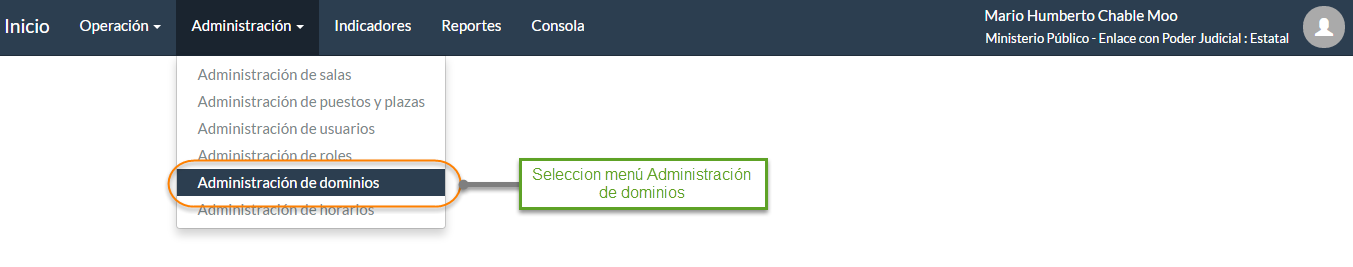 Inicio Operación Administración Indicadores Reportes Consola
Mario Humberto Chable Moo
Ministerio Público - Enlace con Poder Judicial : Estatal
Administración de salas
Administración de puestos y plazas
Administración de usuarios
Administración de roles
Administración de dominios
Administración de horarios
Seleccion menú Administración
de dominios